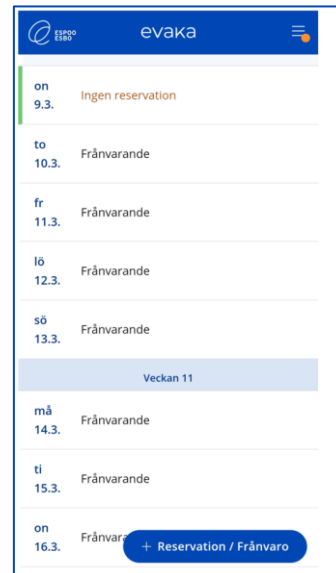 ESPOO
ESBO
evaka
on
9.3.
Ingen reservation
to
10.3.
Frånvarande
fr
11.3.
Frånvarande
lö
12.3.
Frånvarande
sö
13.3.
Frånvarande
Veckan 11
må
14.3.
Frånvarande
ti
15.3.
Frånvarande
on
16.3.
+ Reservation / Frånvaro